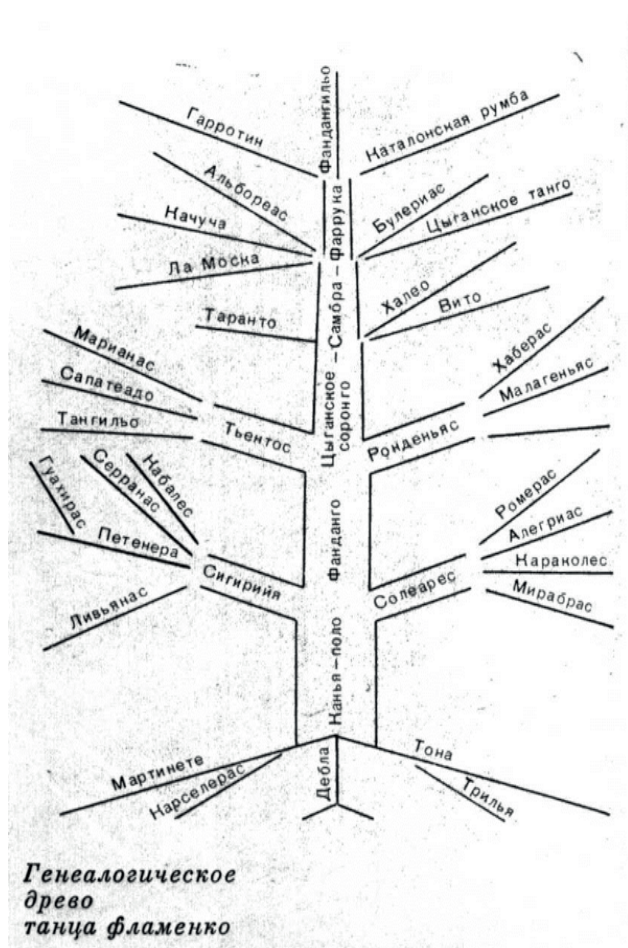 Фандангильо
Гарротин
Каталонская румба
Альбореас
Фаррука
Булериас
Качуча
Цыганское танго
Ла Моска
Самбра –
Халео
Таранто
Вито
Марианас
Хаберас
Сапатеадо
Цыганское –
соронго
Малагеньяс
Тангильо
Тьентос
Ронденьяс
Гуахирас
Серранас
Набалес
Фанданго
Ромерас
Петенера
Алегриас
Сигирийя
Караколес
Солеарес
Мирабрас
Ливьянас
Канья – поло
Мартинете
Тона
Карселерас
Дебла
Трилья
Генеалогическое
древо
танца фламенко